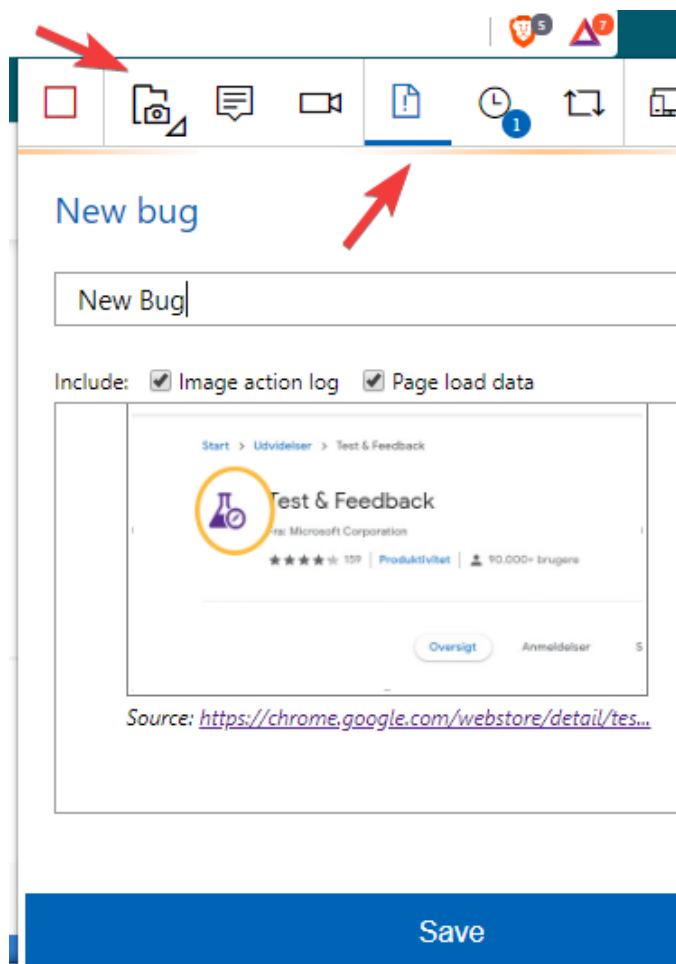 5 7
1
New bug
New Bug
Include: Image action log Page load data
Start > Udvidelser > Test & Feedback
Test & Feedback
Fra: Microsoft Corporation
159 Produktivitet 90.000+ brugere
Oversigt Anmeldelser S
Source: https://chrome.google.com/webstore/detail/tes...
Save